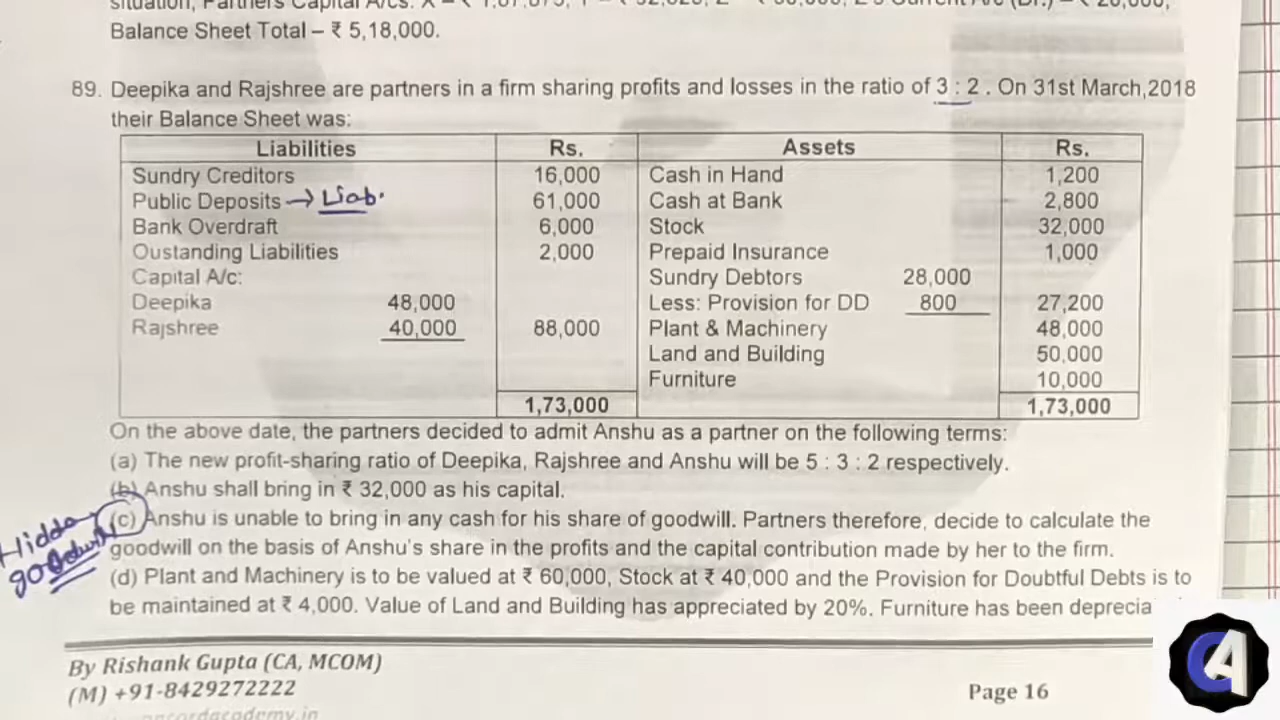 Balance Sheet Total – ₹ 5,18,000.
89. Deepika and Rajshree are partners in a firm sharing profits and losses in the ratio of 3 : 2 . On 31st March,2018
their Balance Sheet was:
Liabilities Rs. Assets Rs.
Sundry Creditors 16,000 Cash in Hand 1,200
Public Deposits → Liab. 61,000 Cash at Bank 2,800
Bank Overdraft 6,000 Stock 32,000
Oustanding Liabilities 2,000 Prepaid Insurance 1,000
Capital A/c: Sundry Debtors 28,000
Deepika 48,000 Less: Provision for DD 800 27,200
Rajshree 40,000 88,000 Plant & Machinery 48,000
Land and Building 50,000
Furniture 10,000
1,73,000 1,73,000
On the above date, the partners decided to admit Anshu as a partner on the following terms:
(a) The new profit-sharing ratio of Deepika, Rajshree and Anshu will be 5 : 3 : 2 respectively.
(b) Anshu shall bring in ₹ 32,000 as his capital.
(c) Anshu is unable to bring in any cash for his share of goodwill. Partners therefore, decide to calculate the
goodwill on the basis of Anshu's share in the profits and the capital contribution made by her to the firm.
(d) Plant and Machinery is to be valued at ₹ 60,000, Stock at ₹ 40,000 and the Provision for Doubtful Debts is to
be maintained at ₹ 4,000. Value of Land and Building has appreciated by 20%. Furniture has been deprecia
By Rishank Gupta (CA, MCOM)
(M) +91-8429272222
Page 16
CA